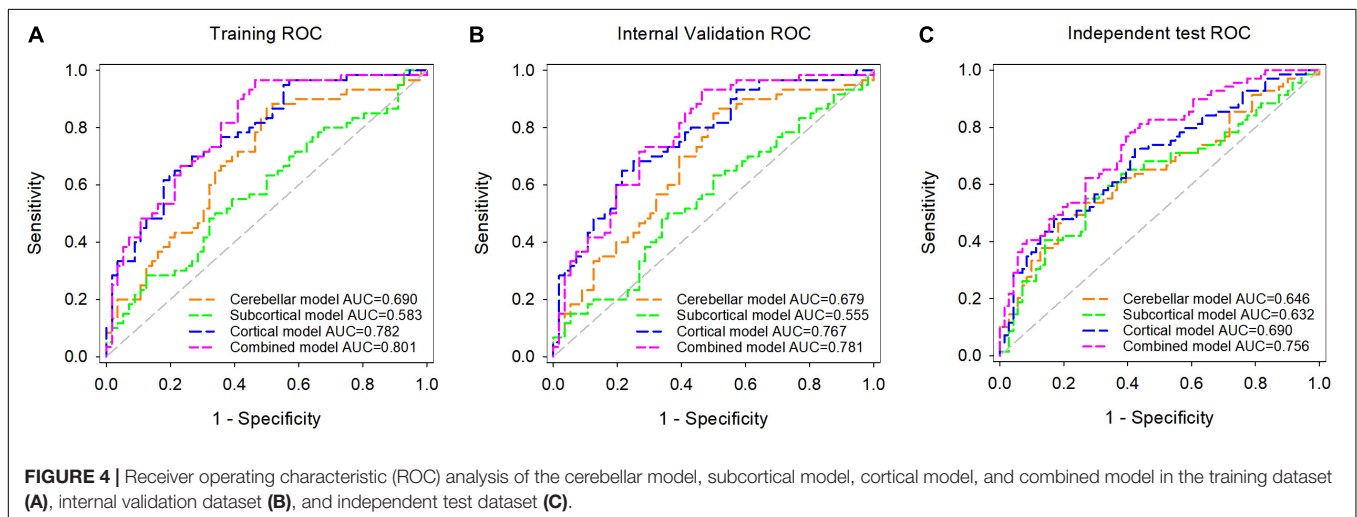 A
Training ROC
1.0
0.8
0.6
0.4
0.2
0.0
Sensitivity
Cerebellar model AUC=0.690
Subcortical model AUC=0.583
Cortical model AUC=0.782
Combined model AUC=0.801
0.0 0.2 0.4 0.6 0.8 1.0
1 - Specificity
B
Internal Validation ROC
1.0
0.8
0.6
0.4
0.2
0.0
Sensitivity
Cerebellar model AUC=0.679
Subcortical model AUC=0.555
Cortical model AUC=0.767
Combined model AUC=0.781
0.0 0.2 0.4 0.6 0.8 1.0
1 - Specificity
C
Independent test ROC
1.0
0.8
0.6
0.4
0.2
0.0
Sensitivity
Cerebellar model AUC=0.646
Subcortical model AUC=0.632
Cortical model AUC=0.690
Combined model AUC=0.756
0.0 0.2 0.4 0.6 0.8 1.0
1 - Specificity
FIGURE 4 | Receiver operating characteristic (ROC) analysis of the cerebellar model, subcortical model, cortical model, and combined model in the training dataset
(A), internal validation dataset (B), and independent test dataset (C).